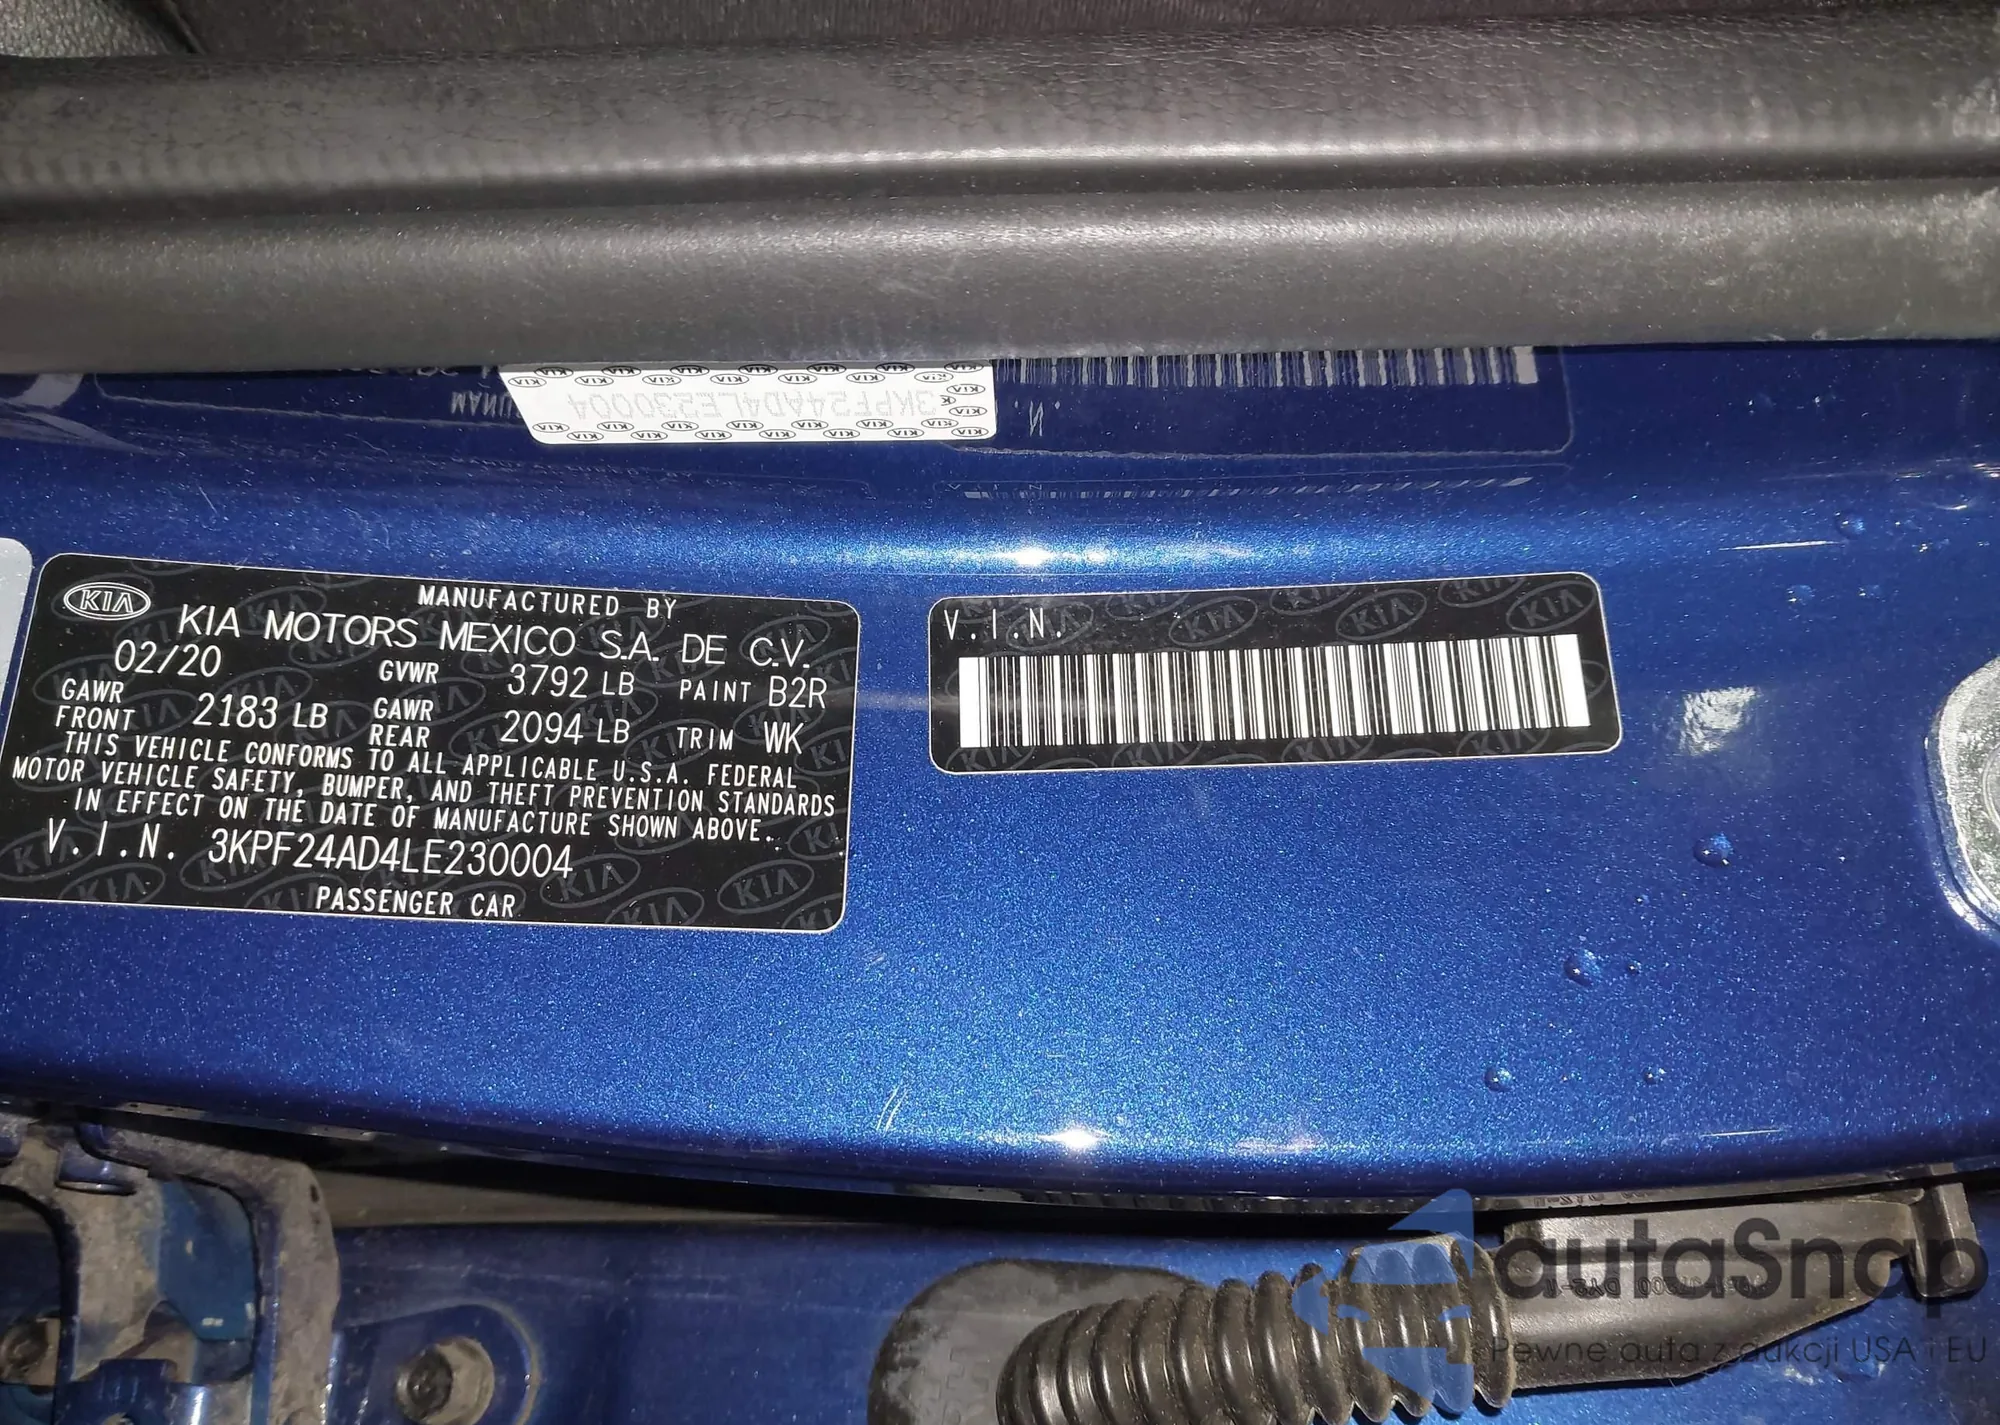 3KPF24AD4LE230004
KIA
MANUFACTURED BY
KIA MOTORS MEXICO S.A. DE C.V.
02/20 GVWR 3792 LB PAINT B2R
GAWR FRONT 2183 LB GAWR REAR 2094 LB TRIM WK
THIS VEHICLE CONFORMS TO ALL APPLICABLE U.S.A. FEDERAL
MOTOR VEHICLE SAFETY, BUMPER, AND THEFT PREVENTION STANDARDS
IN EFFECT ON THE DATE OF MANUFACTURE SHOWN ABOVE.
V.I.N. 3KPF24AD4LE230004
PASSENGER CAR
V.I.N.
autaSnap
Pewne auta z aukcji USA i EU